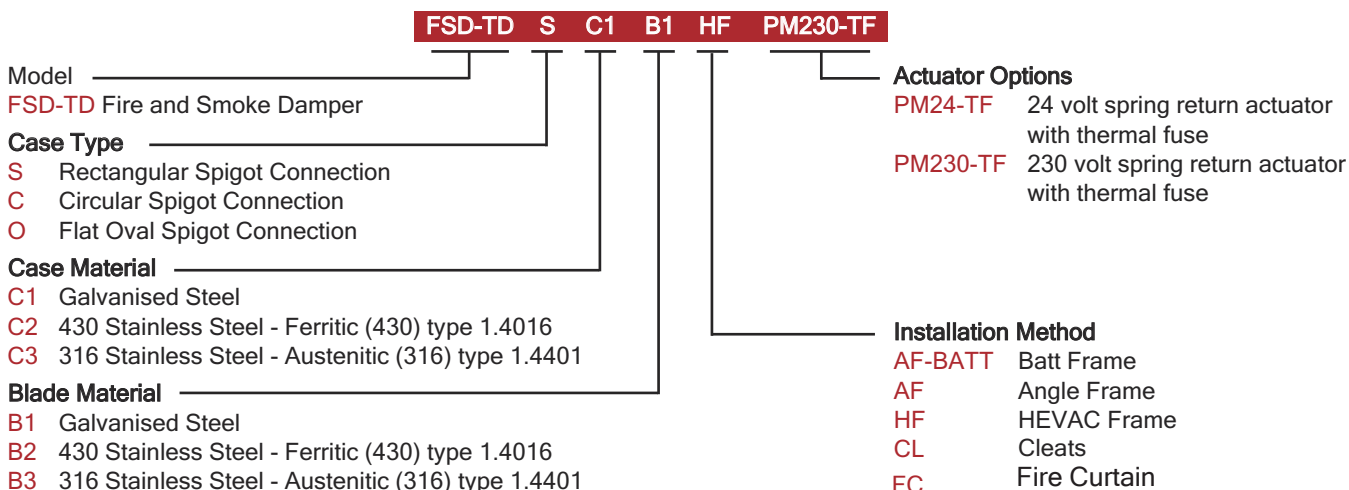 FSD-TD S C1 B1 HF PM230-TF
Model
FSD-TD Fire and Smoke Damper
Case Type
S Rectangular Spigot Connection
C Circular Spigot Connection
O Flat Oval Spigot Connection
Case Material
C1 Galvanised Steel
C2 430 Stainless Steel - Ferritic (430) type 1.4016
C3 316 Stainless Steel - Austenitic (316) type 1.4401
Blade Material
B1 Galvanised Steel
B2 430 Stainless Steel - Ferritic (430) type 1.4016
B3 316 Stainless Steel - Austenitic (316) type 1.4401
Actuator Options
PM24-TF 24 volt spring return actuator
with thermal fuse
PM230-TF 230 volt spring return actuator
with thermal fuse
Installation Method
AF-BATT Batt Frame
AF Angle Frame
HF HEVAC Frame
CL Cleats
FC Fire Curtain